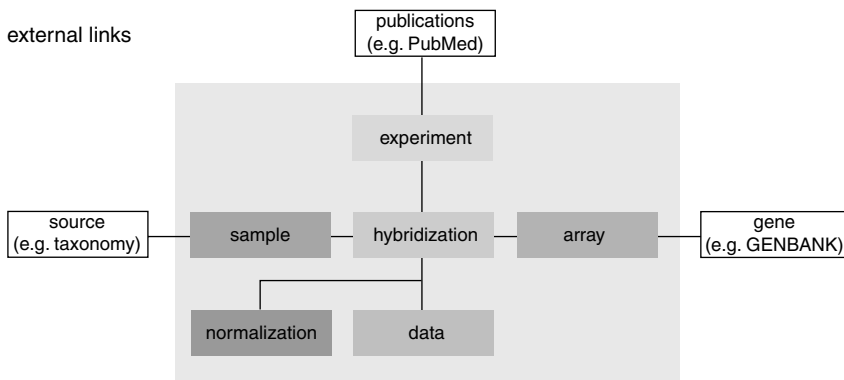 publications
(e.g. PubMed)
external links
experiment
source
(e.g. taxonomy)
sample
hybridization
array
gene
(e.g. GENBANK)
normalization
data